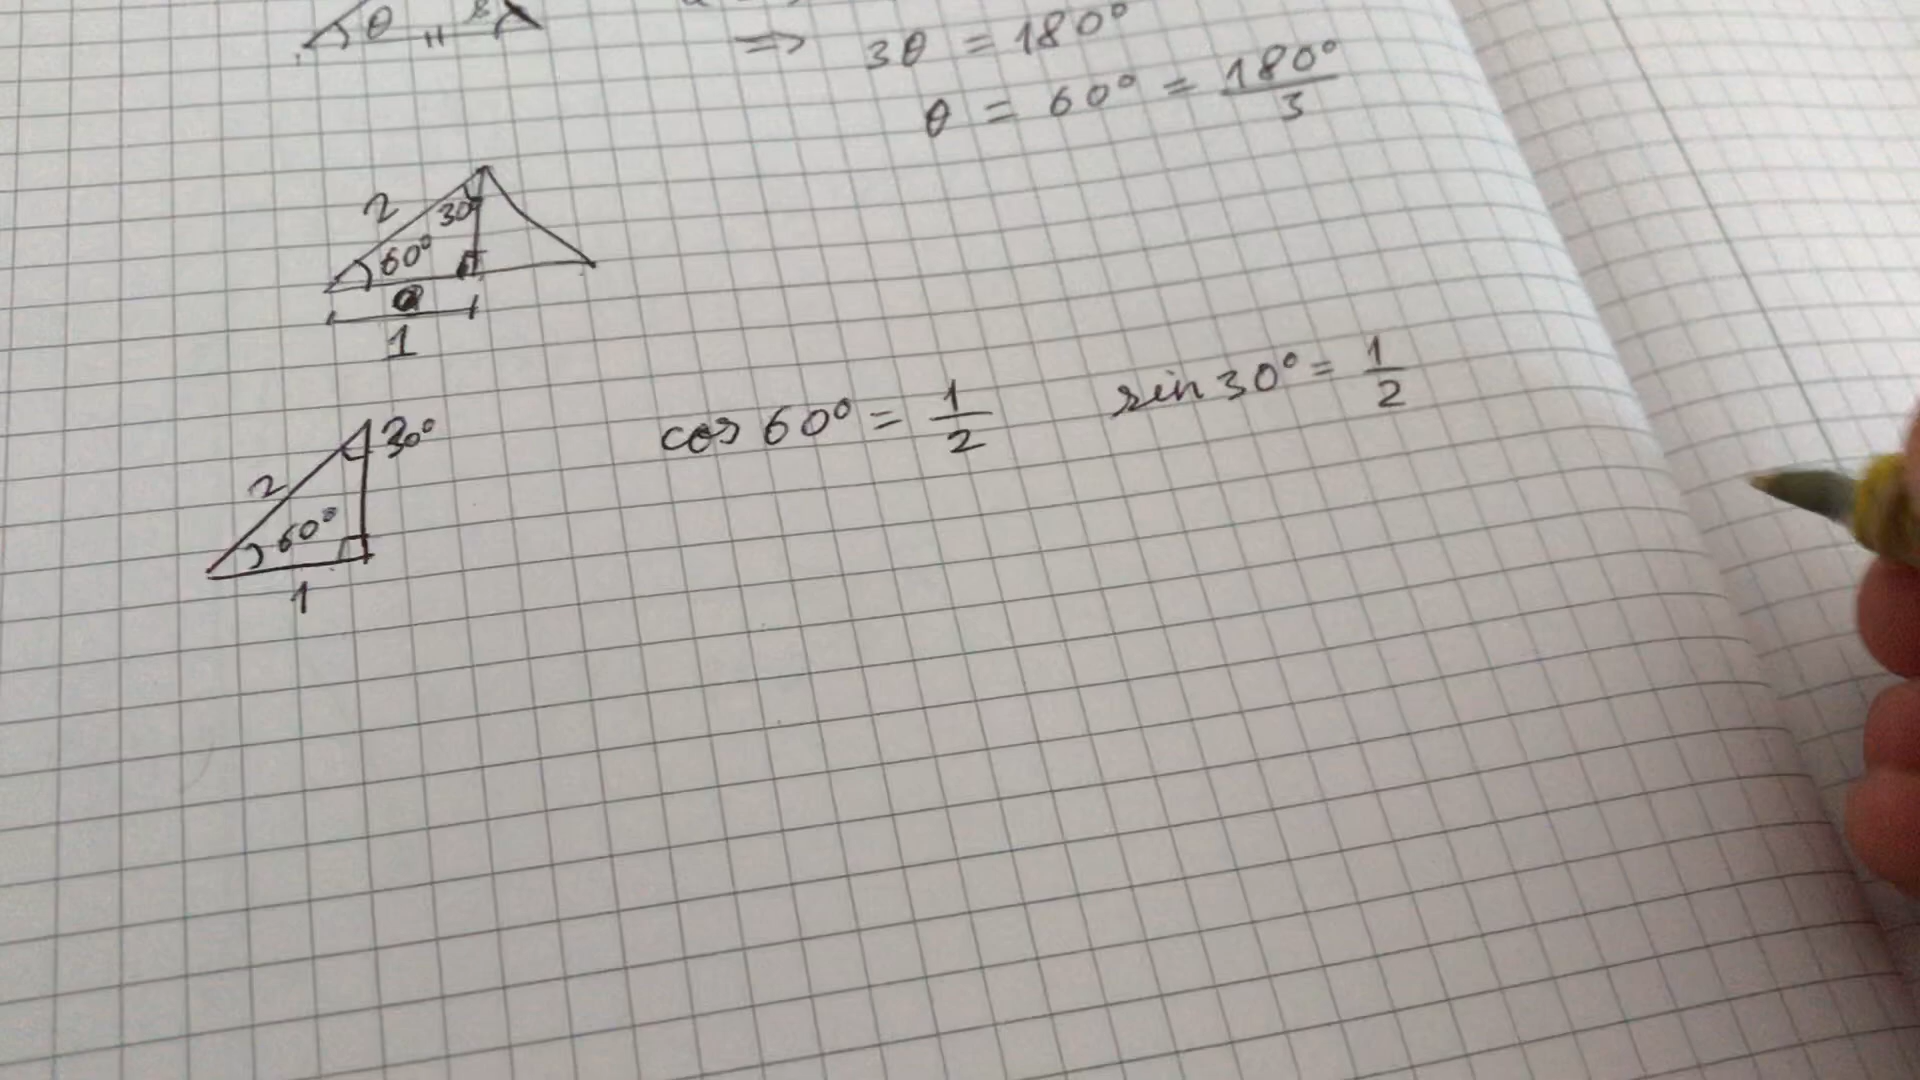 θ
⇒ 3θ = 180°
θ = 60° = 180°/3
2
30°
60°
1
cos 60° = 1/2 sin 30° = 1/2
30°
2
60°
1